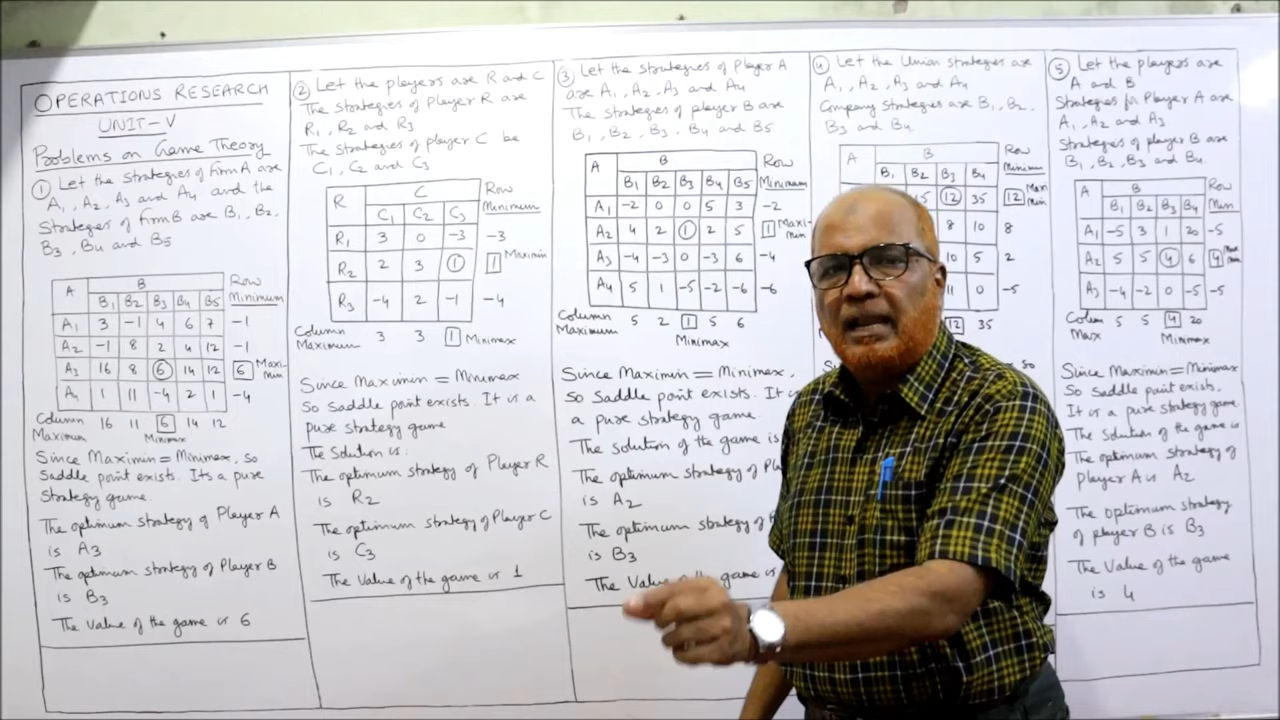 OPERATIONS RESEARCH
UNIT-V
Problems on Game Theory
① Let the strategies of firm A are
A1, A2, A3 and A4 and the
Strategies of firm B are B1, B2,
B3, B4 and B5
A B Row
B1 B2 B3 B4 B5 Minimum
A1 3 -1 4 6 7 -1
A2 -1 8 2 4 12 -1
A3 16 8 6 14 12 6 Maxi-
Min
A4 1 11 -4 2 1 -4
Column 16 11 6 14 12
Maximum Minimax
Since Maximin = Minimax, so
Saddle point exists. Its a pure
Strategy game.
The optimum strategy of Player A
is A3
The optimum strategy of Player B
is B3
The value of the game is 6
② Let the players are R and C
The strategies of Player R are
R1, R2 and R3
The strategies of player C be
C1, C2 and C3
R C Row
C1 C2 C3 Minimum
R1 3 0 -3 -3
R2 2 3 1 1 Maximin
R3 -4 2 -1 -4
Column 3 3 1 Minimax
Maximum
Since Maximin = Minimax
So saddle point exists. It is a
pure strategy game
The Solution is:
The optimum strategy of Player R
is R2
The optimum strategy of Player C
is C3
The Value of the game is 1
③ Let the strategies of Player A
are A1, A2, A3 and A4
The strategies of player B are
B1, B2, B3, B4 and B5
A B Row
B1 B2 B3 B4 B5 Minimum
A1 -2 0 0 5 3 -2
A2 4 2 1 2 5 1 Maxi-
Min
A3 -4 -3 0 -3 6 -4
A4 5 1 -5 -2 -6 -6
Column 5 2 1 5 6
Maximum Minimax
Since Maximin = Minimax,
So saddle point exists. It is
a pure strategy game.
The solution of the game is
The optimum strategy of
is A2
The optimum strategy of
is B3
The Value of the game is
④ Let the Union strategies are
A1, A2, A3 and A4
Company strategies are B1, B2,
B3 and B4
A B Row
B1 B2 B3 B4 Minimum
12 35 12 Maxi
Min
8 10 8
10 5 2
0 -5
12 35
so
⑤ Let the players are
A and B
Strategies for Player A are
A1, A2 and A3
Strategies of player B are
B1, B2, B3 and B4
A B Row
B1 B2 B3 B4 Min
A1 -5 3 1 20 -5
A2 5 5 4 6 4 Max
Min
A3 -4 -2 0 -5 -5
Colum 5 5 4 20
Max Minimax
Since Maximin = Minimax
So Saddle point exists.
It is a pure strategy game.
The Solution of the game is
The optimum strategy of
player A is A2
The optimum strategy
of player B is B3
The Value of the game
is 4